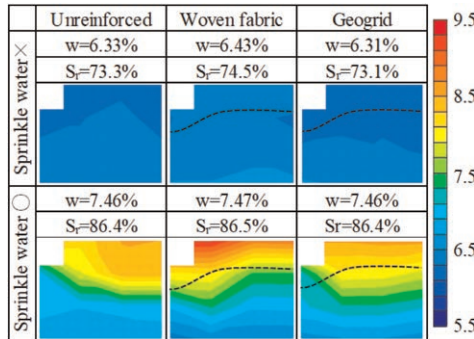 Unreinforced Woven fabric Geogrid
Sprinkle water×
w=6.33% w=6.43% w=6.31%
Sr=73.3% Sr=74.5% Sr=73.1%
Sprinkle water○
w=7.46% w=7.47% w=7.46%
Sr=86.4% Sr=86.5% Sr=86.4%
9.5
8.5
7.5
6.5
5.5